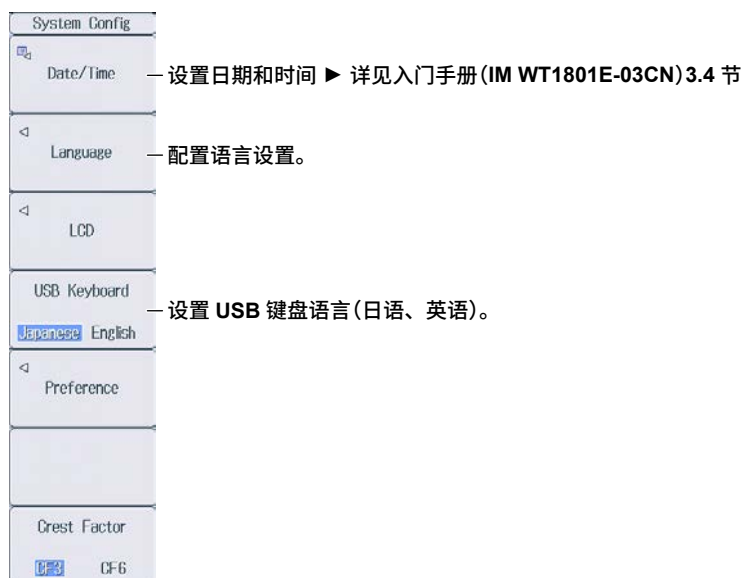 System Config
Date/Time
设置日期和时间 ► 详见入门手册(IM WT1801E-03CN)3.4 节
Language
配置语言设置。
LCD
USB Keyboard
设置 USB 键盘语言(日语、英语)。
Japanese English
Preference
Crest Factor
CF3 CF6